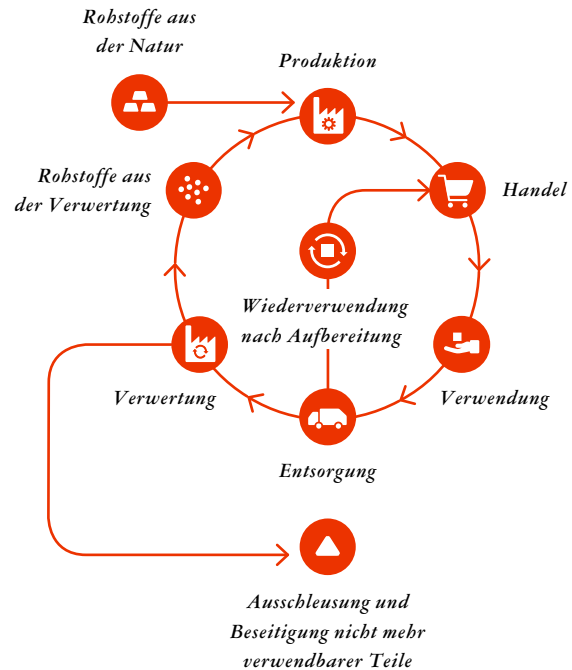 Rohstoffe aus
der Natur
Produktion
Rohstoffe aus
der Verwertung
Handel
Wiederverwendung
nach Aufbereitung
Verwertung
Verwendung
Entsorgung
Ausschleusung und
Beseitigung nicht mehr
verwendbarer Teile